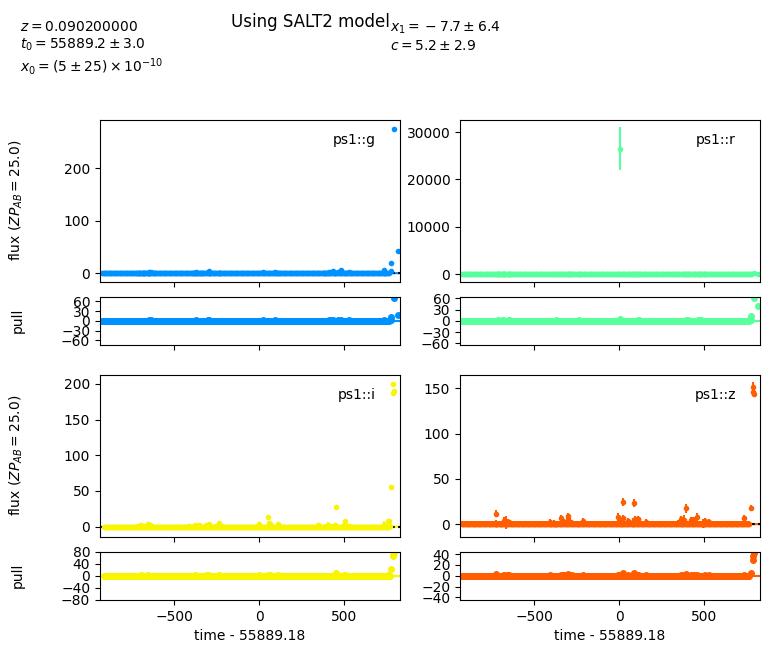 Using SALT2 model
z = 0.090200000
t₀ = 55889.2 ± 3.0
x₀ = (5 ± 25) × 10⁻¹⁰
x₁ = −7.7 ± 6.4
c = 5.2 ± 2.9
flux (ZP_AB = 25.0)
200
100
0
ps1::g
30000
20000
10000
0
ps1::r
pull
60
30
0
−30
−60
60
30
0
−30
−60
flux (ZP_AB = 25.0)
200
150
100
50
0
ps1::i
150
100
50
0
ps1::z
pull
80
40
0
−40
−80
40
20
0
−20
−40
−500 0 500
−500 0 500
time - 55889.18
time - 55889.18